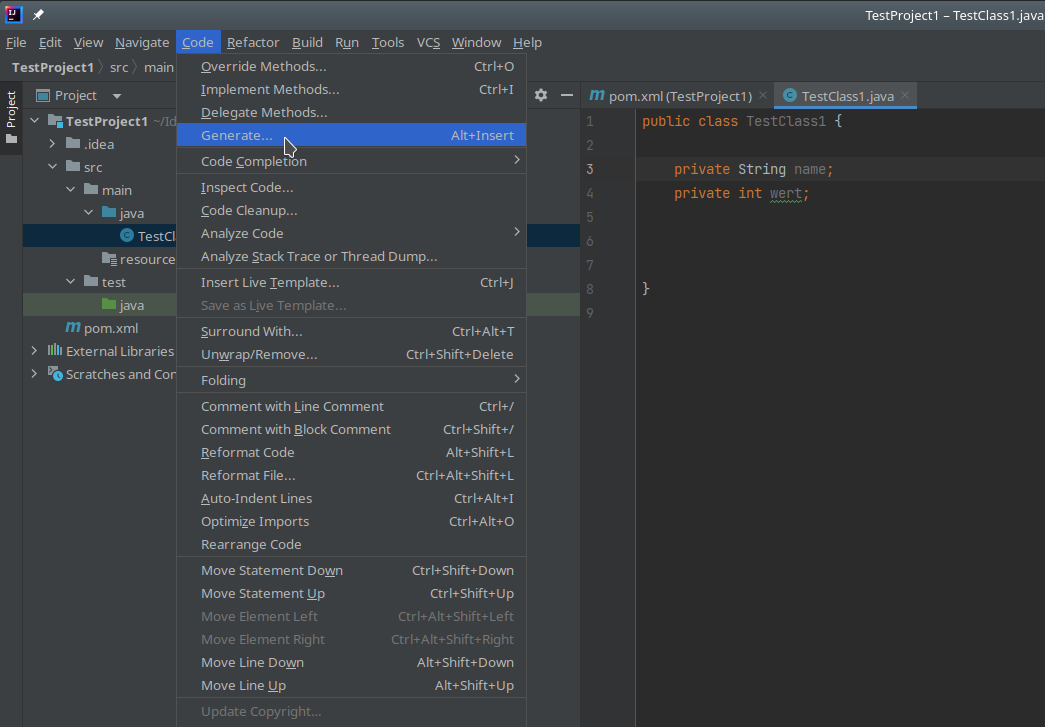 TestProject1 – TestClass1.java
File Edit View Navigate Code Refactor Build Run Tools VCS Window Help
TestProject1 src main
Project
Project
TestProject1 ~/Id
.idea
src
main
java
TestCl
resource
test
java
pom.xml
External Libraries
Scratches and Con
Override Methods... Ctrl+O
Implement Methods... Ctrl+I
Delegate Methods...
Generate... Alt+Insert
Code Completion
Inspect Code...
Code Cleanup...
Analyze Code
Analyze Stack Trace or Thread Dump...
Insert Live Template... Ctrl+J
Save as Live Template...
Surround With... Ctrl+Alt+T
Unwrap/Remove... Ctrl+Shift+Delete
Folding
Comment with Line Comment Ctrl+/
Comment with Block Comment Ctrl+Shift+/
Reformat Code Alt+Shift+L
Reformat File... Ctrl+Alt+Shift+L
Auto-Indent Lines Ctrl+Alt+I
Optimize Imports Ctrl+Alt+O
Rearrange Code
Move Statement Down Ctrl+Shift+Down
Move Statement Up Ctrl+Shift+Up
Move Element Left Ctrl+Alt+Shift+Left
Move Element Right Ctrl+Alt+Shift+Right
Move Line Down Alt+Shift+Down
Move Line Up Alt+Shift+Up
Update Copyright...
pom.xml (TestProject1) TestClass1.java
1 public class TestClass1 {
2
3 private String name;
4 private int wert;
5
6
7
8 }
9